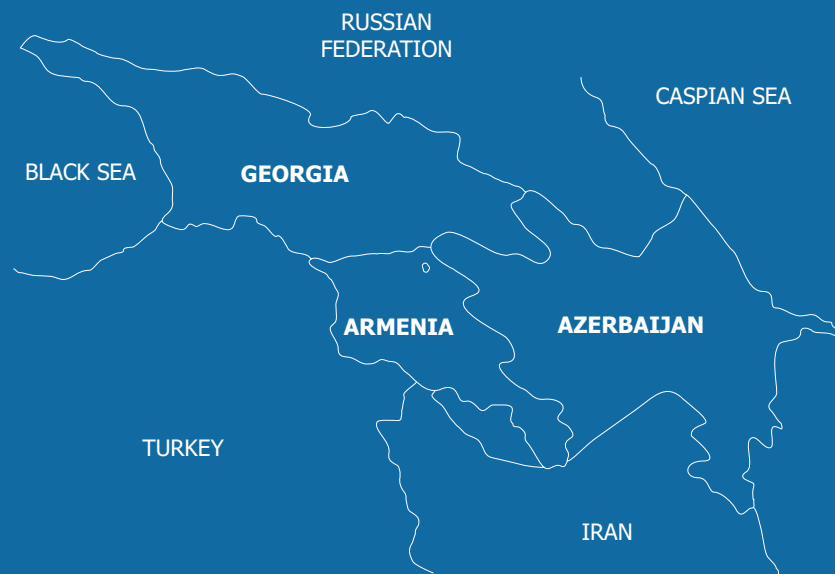 RUSSIAN
FEDERATION
CASPIAN SEA
BLACK SEA
GEORGIA
ARMENIA
AZERBAIJAN
TURKEY
IRAN